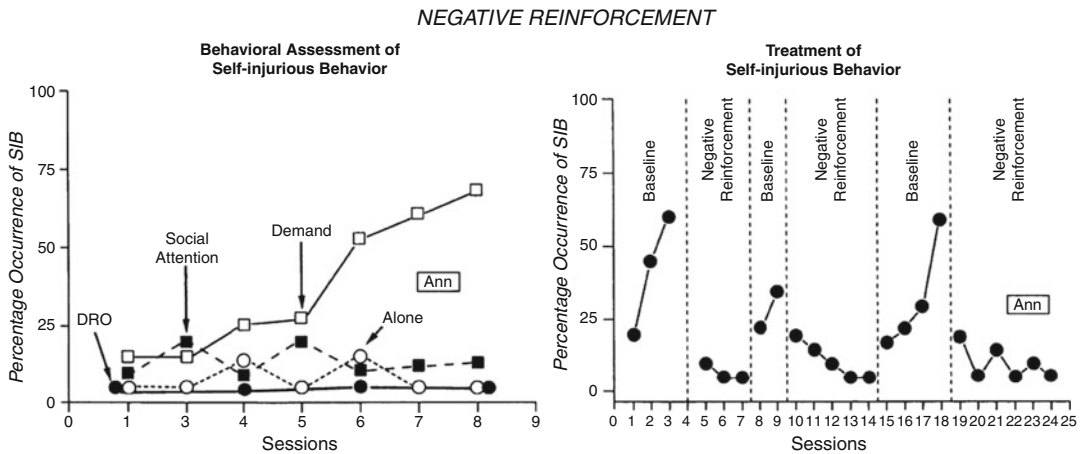 NEGATIVE REINFORCEMENT
Behavioral Assessment of
Self-injurious Behavior
Percentage Occurrence of SIB
100
75
50
25
0
DRO
Social
Attention
Demand
Alone
Ann
0 1 3 4 5 6 7 8 9
Sessions
Treatment of
Self-injurious Behavior
Percentage Occurrence of SIB
100
75
50
25
0
Baseline
Negative
Reinforcement
Baseline
Negative
Reinforcement
Baseline
Negative
Reinforcement
Ann
0 1 2 3 4 5 6 7 8 9 10 11 12 13 14 15 16 17 18 19 20 21 22 23 24 25
Sessions